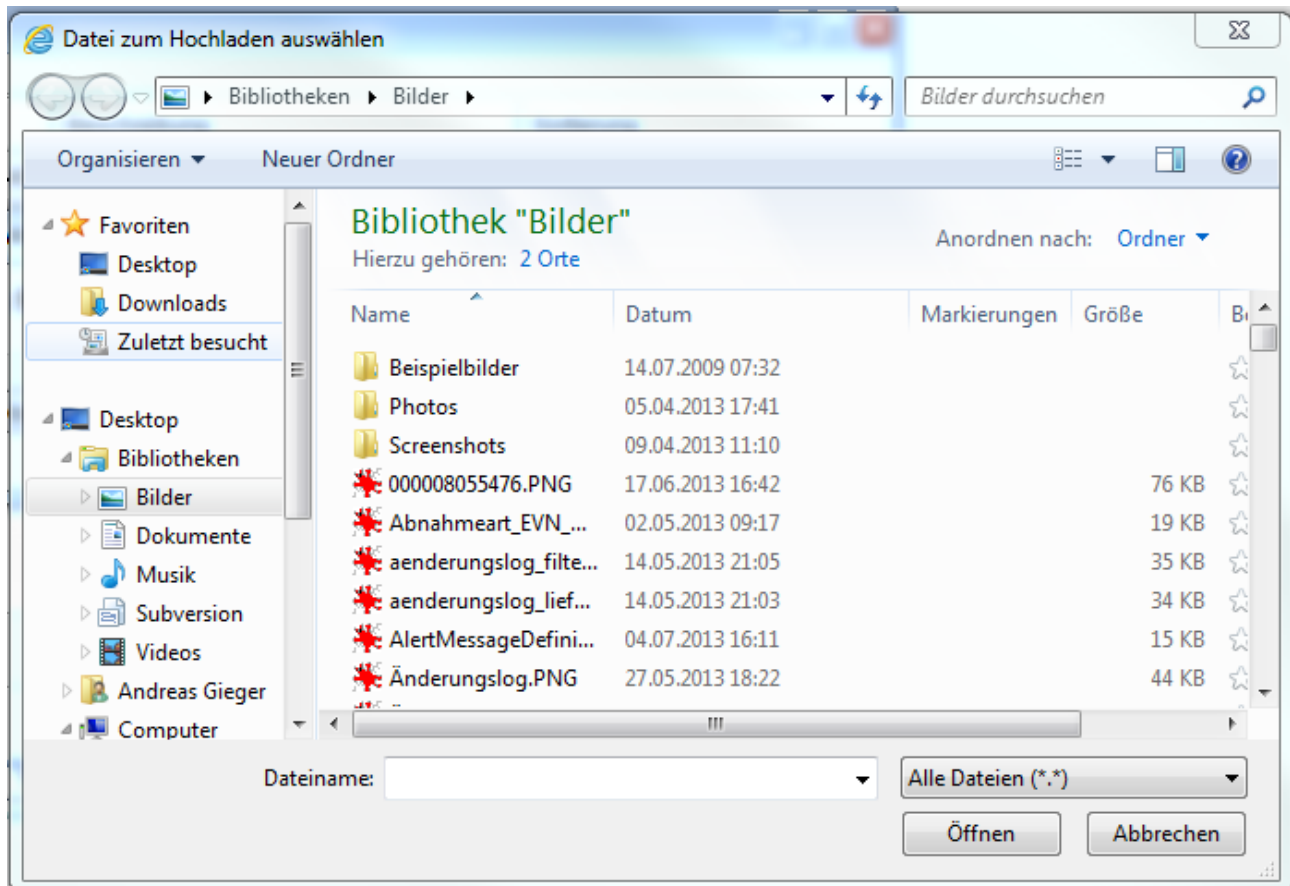 Datei zum Hochladen auswählen
Bibliotheken Bilder
Bilder durchsuchen
Organisieren Neuer Ordner
Favoriten
Desktop
Downloads
Zuletzt besucht
Desktop
Bibliotheken
Bilder
Dokumente
Musik
Subversion
Videos
Andreas Gieger
Computer
Bibliothek "Bilder"
Hierzu gehören: 2 Orte
Anordnen nach: Ordner
Name Datum Markierungen Größe
Beispielbilder 14.07.2009 07:32
Photos 05.04.2013 17:41
Screenshots 09.04.2013 11:10
000008055476.PNG 17.06.2013 16:42 76 KB
Abnahmeart_EVN_... 02.05.2013 09:17 19 KB
aenderungslog_filte... 14.05.2013 21:05 35 KB
aenderungslog_lief... 14.05.2013 21:03 34 KB
AlertMessageDefini... 04.07.2013 16:11 15 KB
Änderungslog.PNG 27.05.2013 18:22 44 KB
Dateiname:
Alle Dateien (*.*)
Öffnen Abbrechen